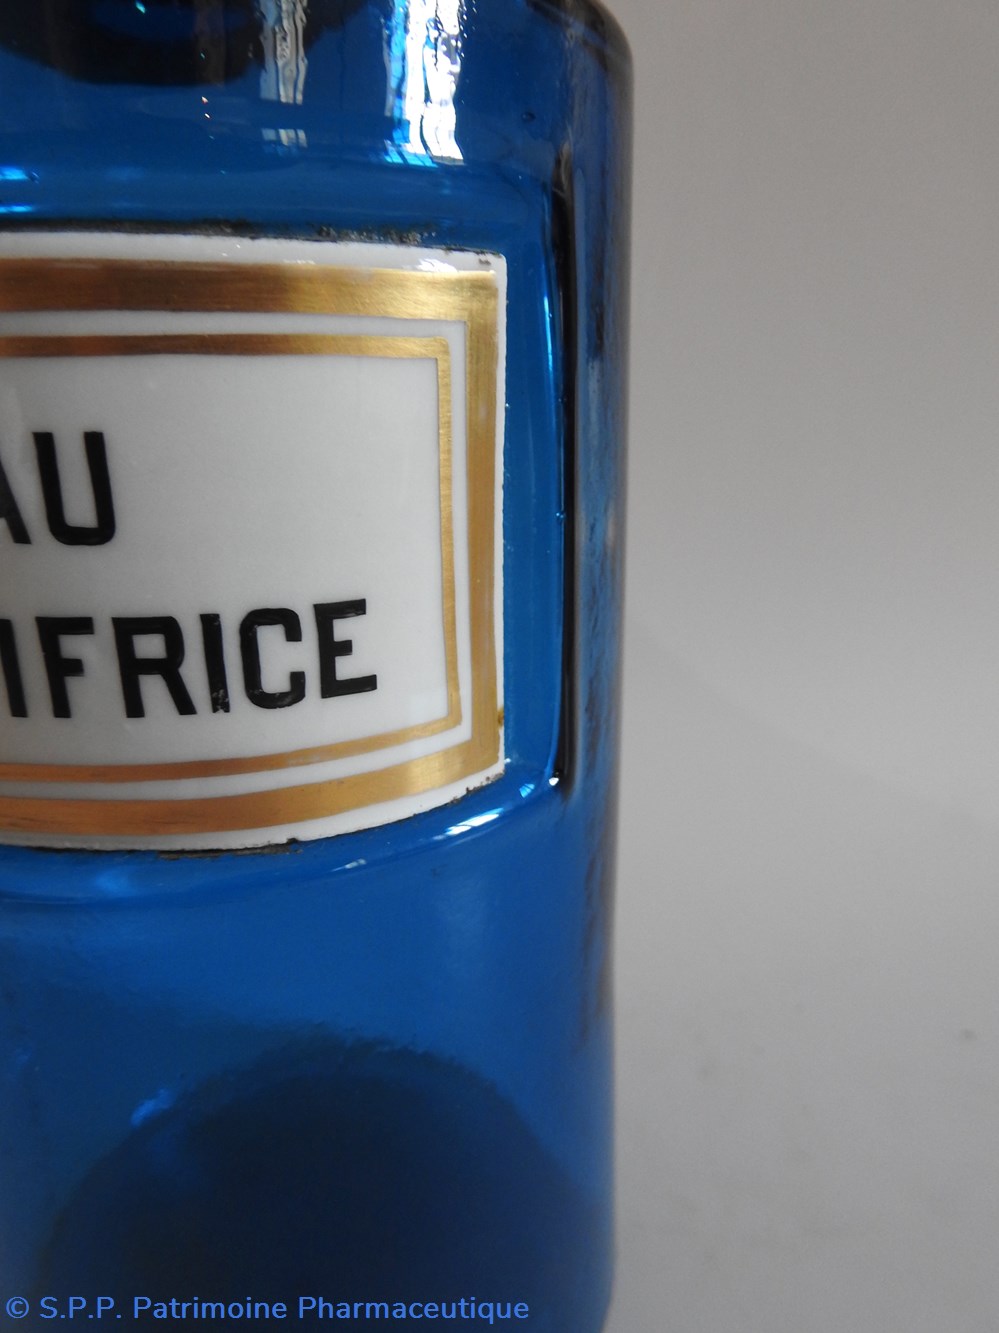 AU
IFRICE
© S.P.P. Patrimoine Pharmaceutique